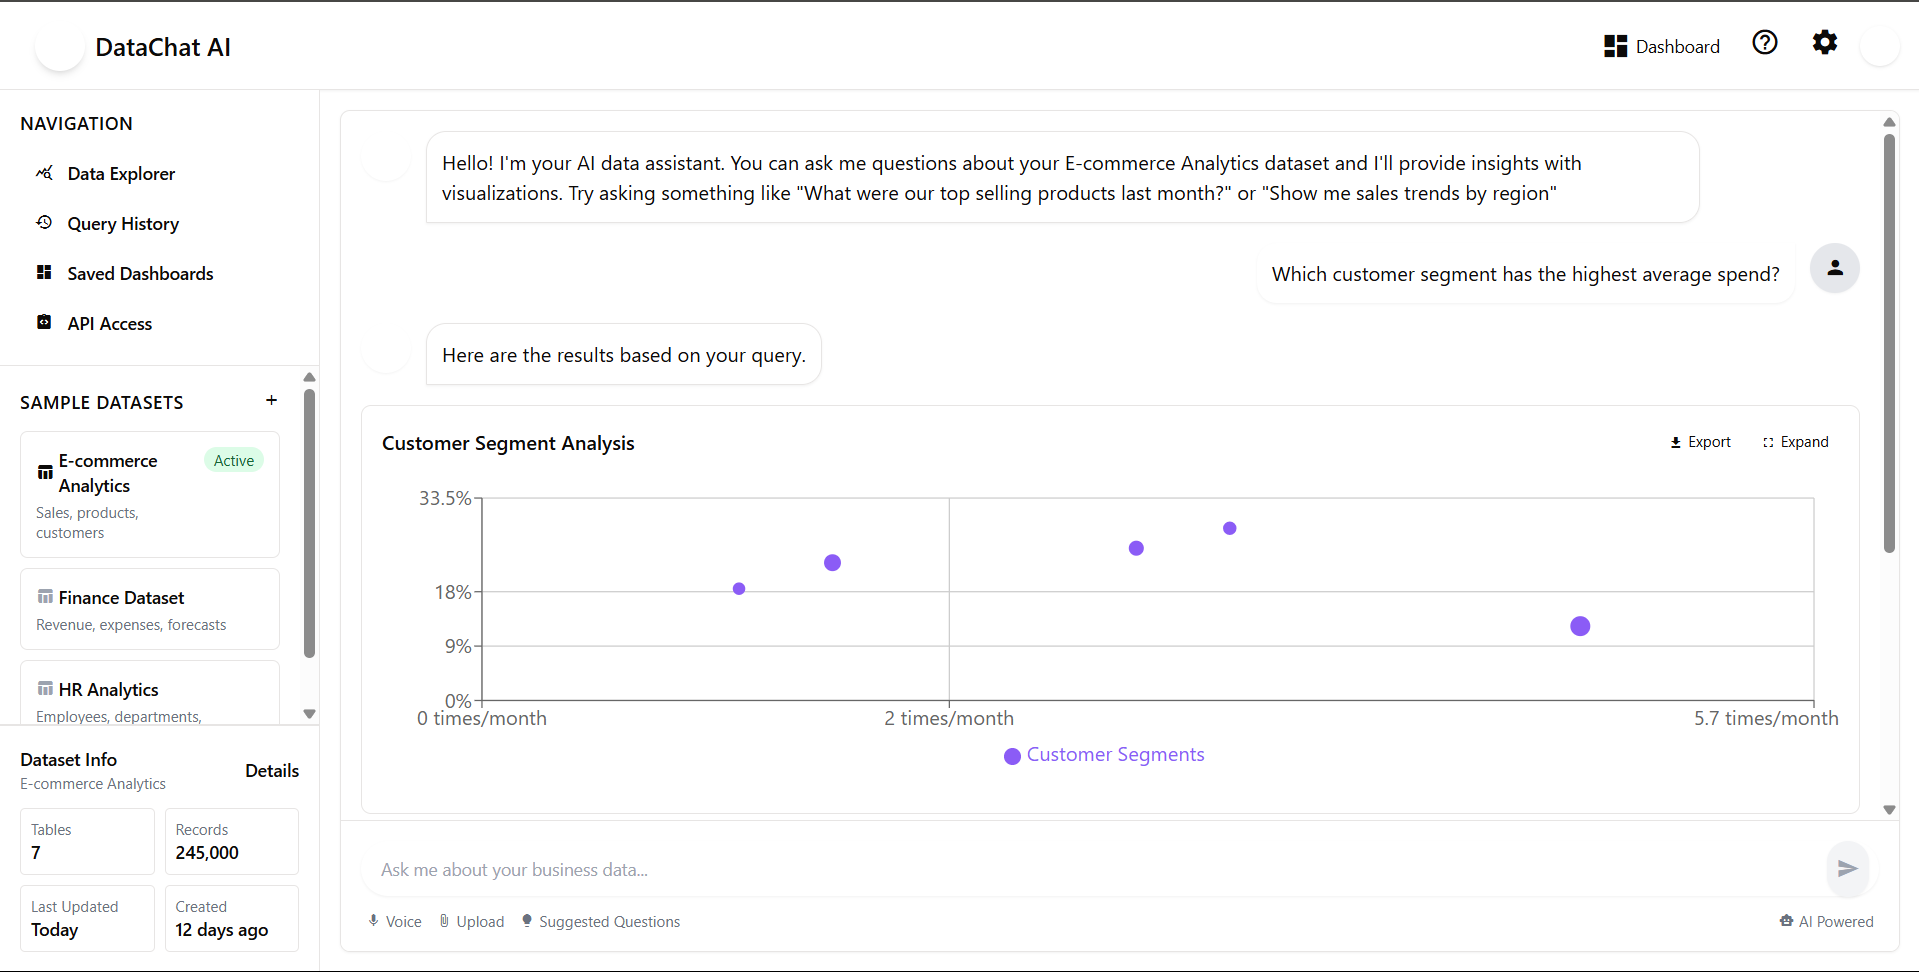 DataChat AI
Dashboard
NAVIGATION
Data Explorer
Query History
Saved Dashboards
API Access
SAMPLE DATASETS
+
E-commerce
Analytics
Active
Sales, products,
customers
Finance Dataset
Revenue, expenses, forecasts
HR Analytics
Employees, departments,
Dataset Info
E-commerce Analytics
Details
Tables
7
Records
245,000
Last Updated
Today
Created
12 days ago
Hello! I'm your AI data assistant. You can ask me questions about your E-commerce Analytics dataset and I'll provide insights with
visualizations. Try asking something like "What were our top selling products last month?" or "Show me sales trends by region"
Which customer segment has the highest average spend?
Here are the results based on your query.
Customer Segment Analysis
Export
Expand
33.5%
18%
9%
0%
0 times/month
2 times/month
5.7 times/month
Customer Segments
Ask me about your business data...
Voice
Upload
Suggested Questions
AI Powered